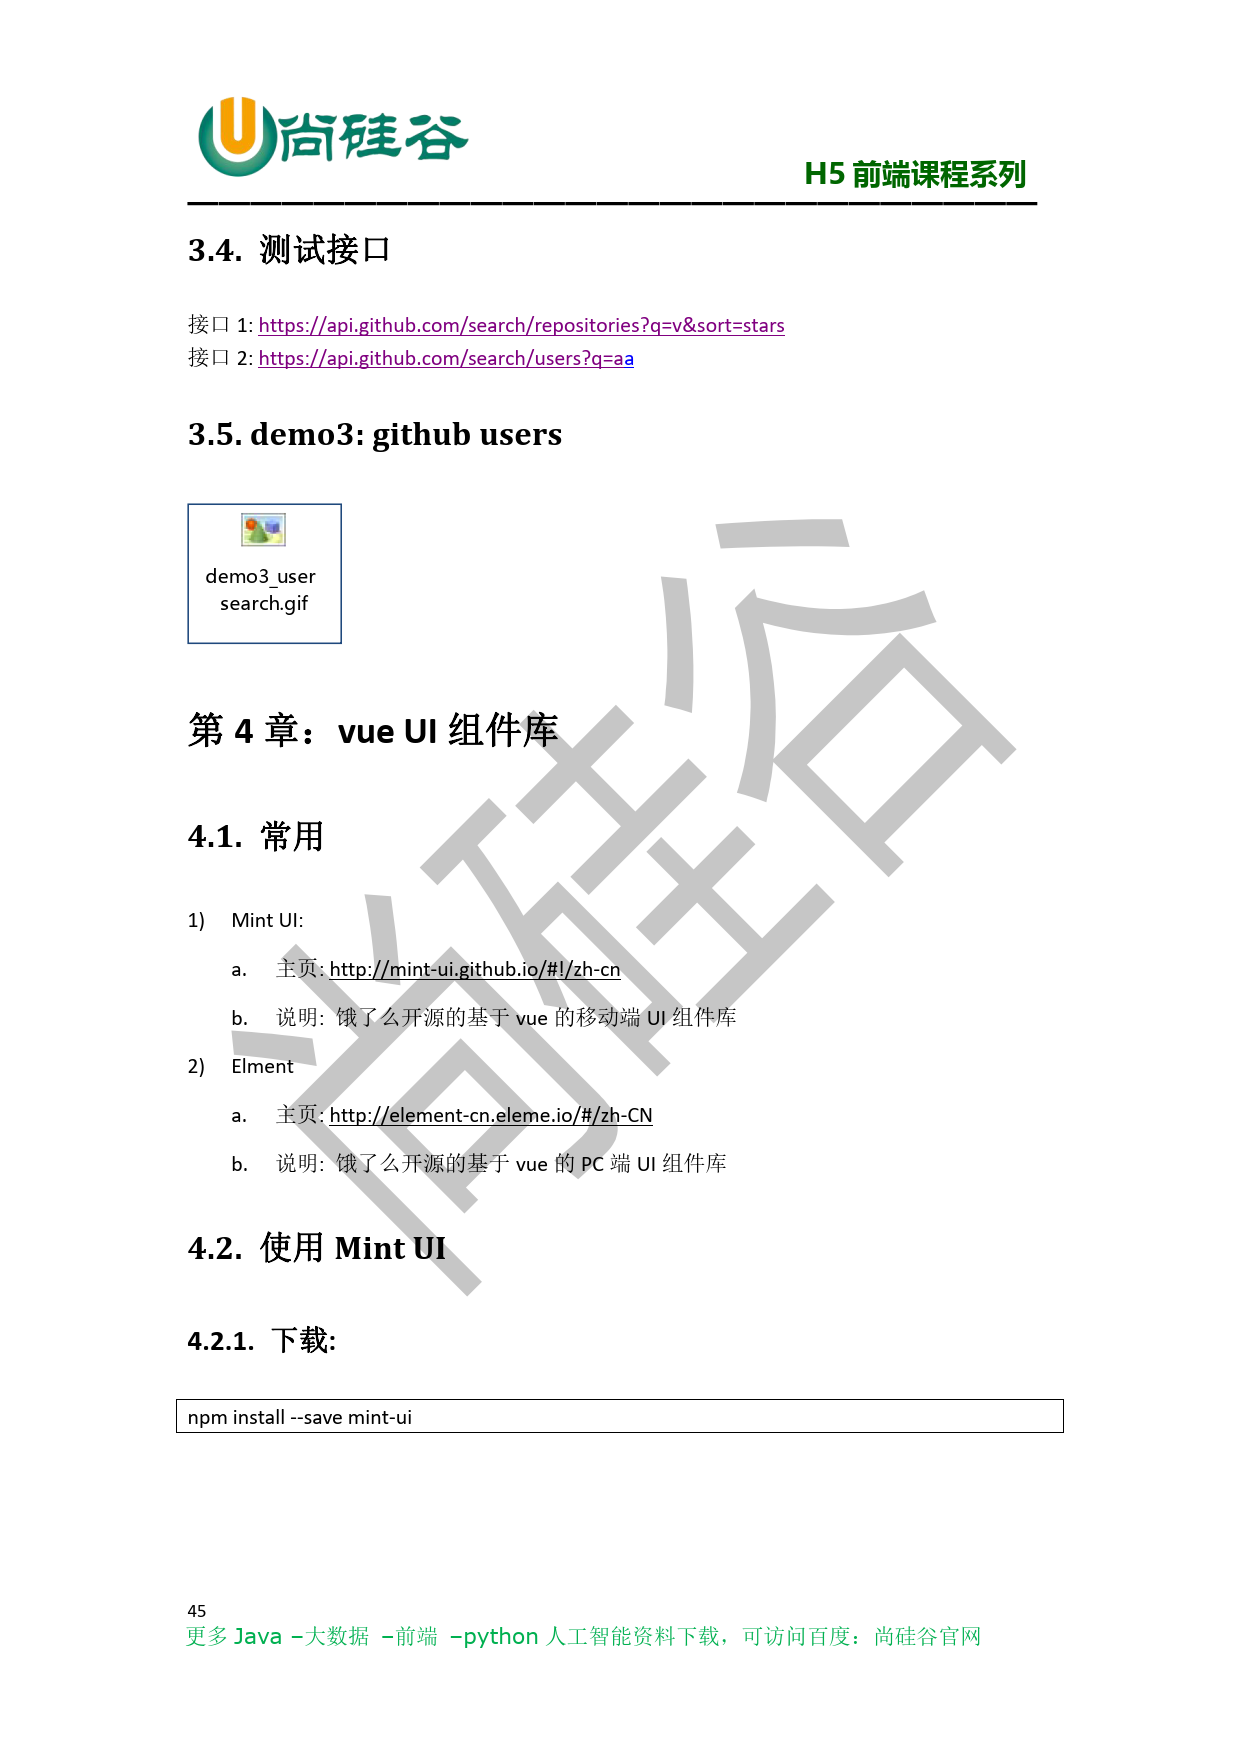 尚硅谷
H5 前端课程系列
3.4. 测试接口
接口 1: https://api.github.com/search/repositories?q=v&sort=stars
接口 2: https://api.github.com/search/users?q=aa
3.5. demo3: github users
demo3_user
search.gif
第 4 章：vue UI 组件库
4.1. 常用
1) Mint UI:
a. 主页: http://mint-ui.github.io/#!/zh-cn
b. 说明: 饿了么开源的基于 vue 的移动端 UI 组件库
2) Elment
a. 主页: http://element-cn.eleme.io/#/zh-CN
b. 说明: 饿了么开源的基于 vue 的 PC 端 UI 组件库
4.2. 使用 Mint UI
4.2.1. 下载:
npm install --save mint-ui
尚硅谷
45
更多 Java –大数据 –前端 –python 人工智能资料下载，可访问百度：尚硅谷官网